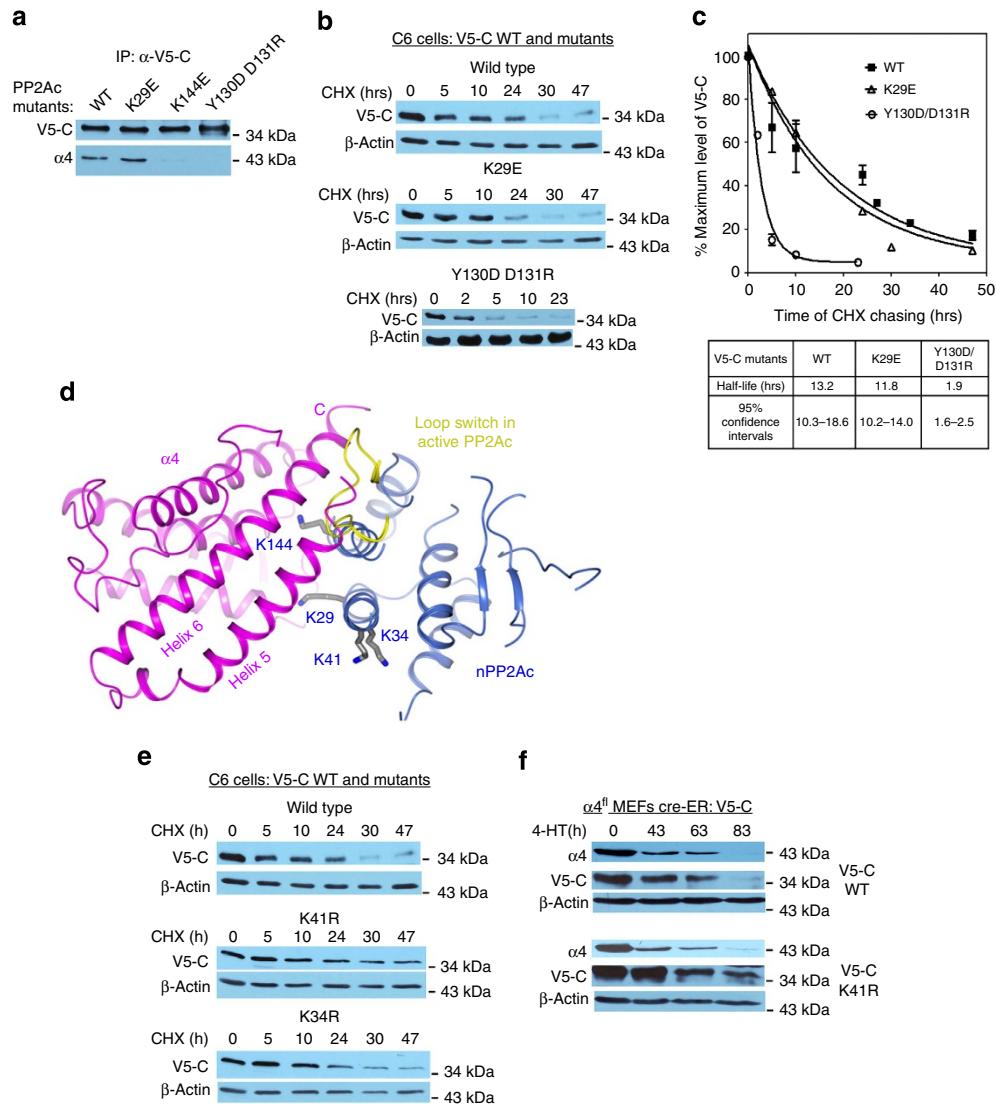 a
IP: α-V5-C
PP2Ac mutants: WT K29E K144E Y130D D131R
V5-C - 34 kDa
α4 - 43 kDa
b
C6 cells: V5-C WT and mutants
Wild type
CHX (hrs) 0 5 10 24 30 47
V5-C - 34 kDa
β-Actin - 43 kDa
K29E
CHX (hrs) 0 5 10 24 30 47
V5-C - 34 kDa
β-Actin - 43 kDa
Y130D D131R
CHX (hrs) 0 2 5 10 23
V5-C - 34 kDa
β-Actin - 43 kDa
c
% Maximum level of V5-C
100
80
60
40
20
0
0 10 20 30 40 50
Time of CHX chasing (hrs)
WT
K29E
Y130D/D131R
V5-C mutants WT K29E Y130D/D131R
Half-life (hrs) 13.2 11.8 1.9
95% confidence intervals 10.3–18.6 10.2–14.0 1.6–2.5
d
C
Loop switch in
active PP2Ac
α4
K144
K29
K34
K41
Helix 6
Helix 5
nPP2Ac
e
C6 cells: V5-C WT and mutants
Wild type
CHX (h) 0 5 10 24 30 47
V5-C - 34 kDa
β-Actin - 43 kDa
K41R
CHX (h) 0 5 10 24 30 47
V5-C - 34 kDa
β-Actin - 43 kDa
K34R
CHX (h) 0 5 10 24 30 47
V5-C - 34 kDa
β-Actin - 43 kDa
f
α4fl MEFs cre-ER: V5-C
4-HT(h) 0 43 63 83
α4 - 43 kDa
V5-C - 34 kDa
β-Actin - 43 kDa
V5-C
WT
α4 - 43 kDa
V5-C - 34 kDa
β-Actin - 43 kDa
V5-C
K41R